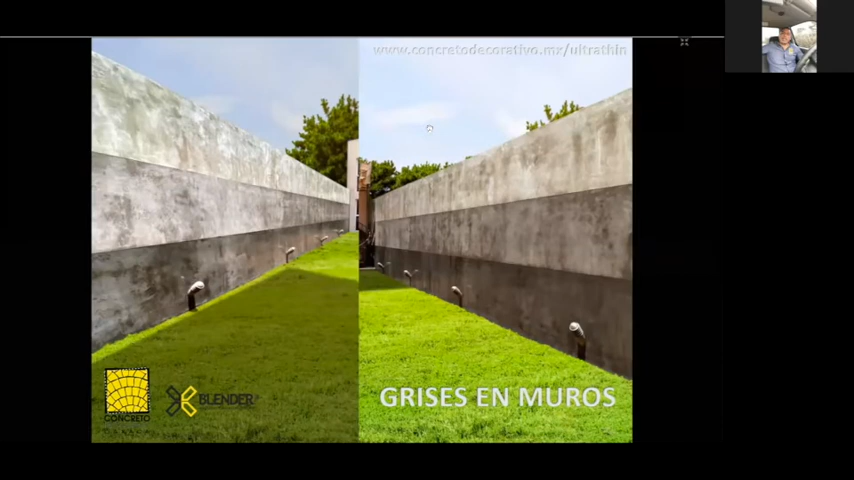 www.concretodecorativo.mx/ultrathin
GRISES EN MUROS
CONCRETO
BLENDER